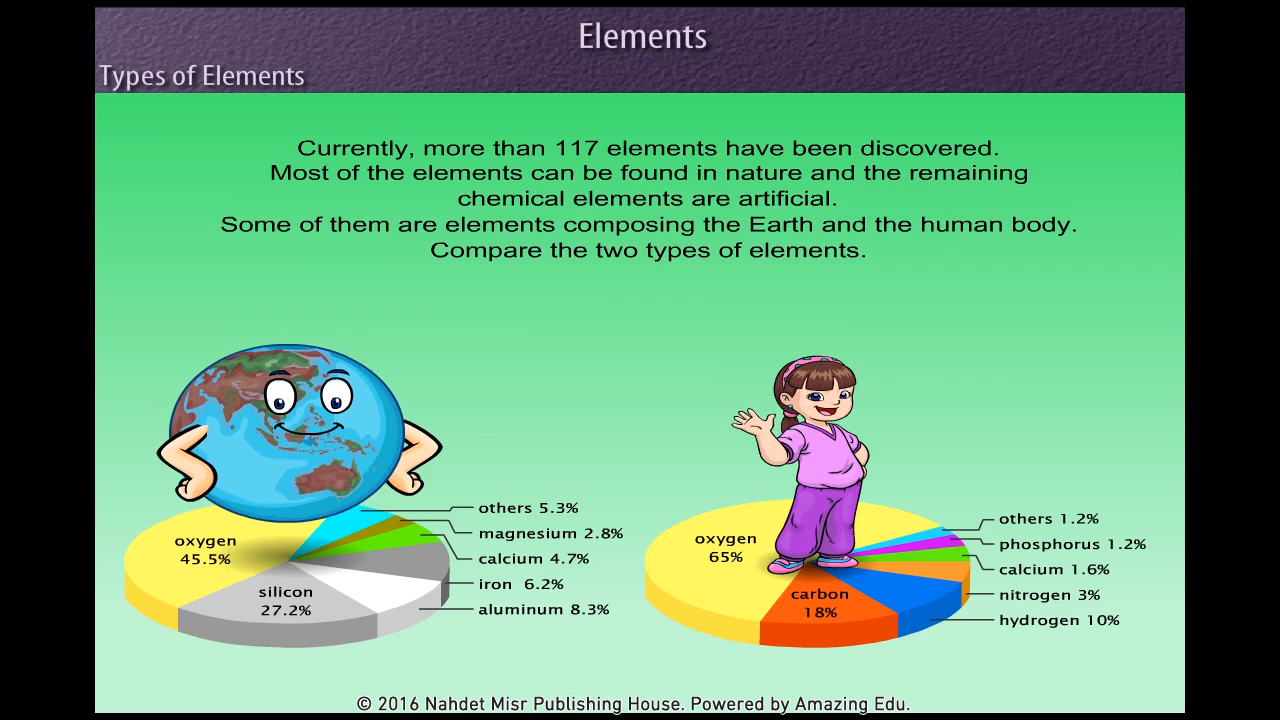 Elements
Types of Elements
Currently, more than 117 elements have been discovered.
Most of the elements can be found in nature and the remaining
chemical elements are artificial.
Some of them are elements composing the Earth and the human body.
Compare the two types of elements.
oxygen
45.5%
silicon
27.2%
others 5.3%
magnesium 2.8%
calcium 4.7%
iron 6.2%
aluminum 8.3%
oxygen
65%
carbon
18%
others 1.2%
phosphorus 1.2%
calcium 1.6%
nitrogen 3%
hydrogen 10%
© 2016 Nahdet Misr Publishing House. Powered by Amazing Edu.